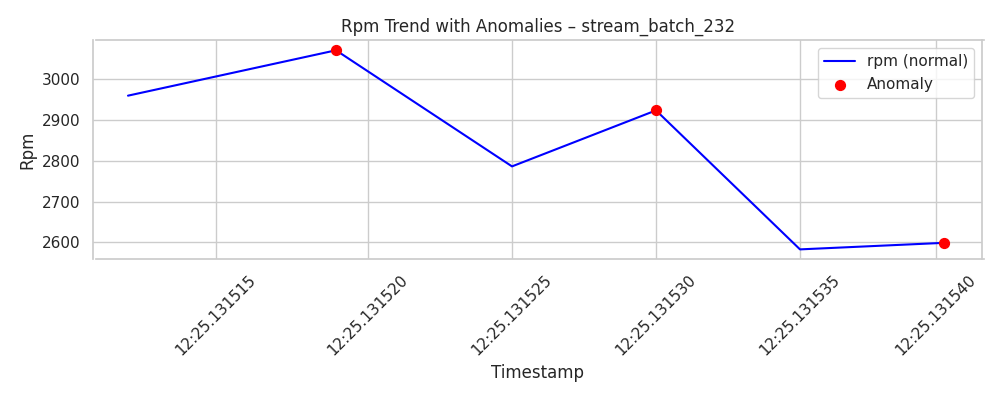 Rpm Trend with Anomalies – stream_batch_232
rpm (normal)
Anomaly
Rpm
3000
2900
2800
2700
2600
12:25.131515
12:25.131520
12:25.131525
12:25.131530
12:25.131535
12:25.131540
Timestamp